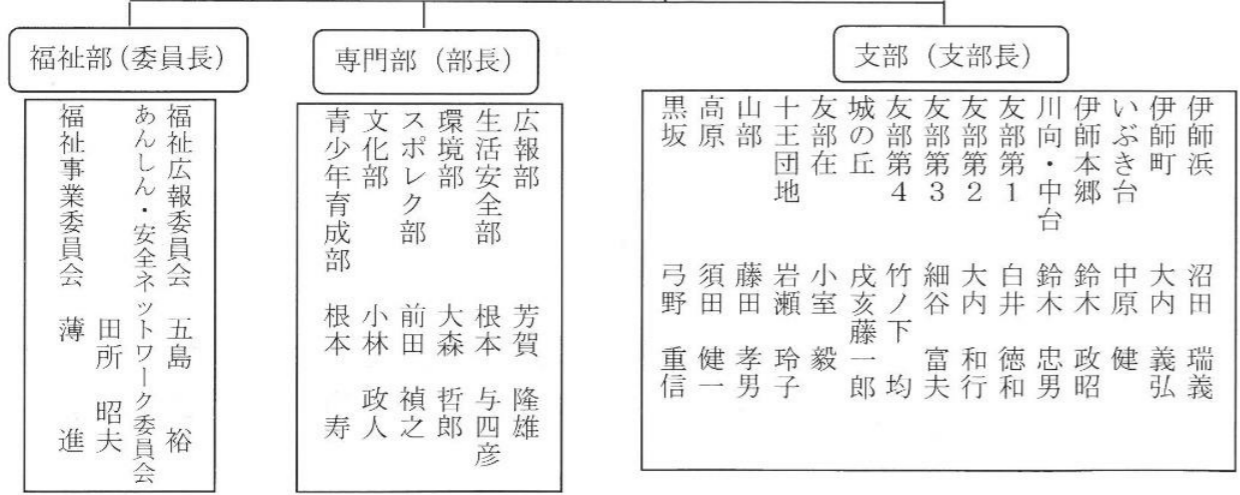 福祉部(委員長)
福祉広報委員会 五島 裕
あんしん・安全ネットワーク委員会
田所 昭夫
福祉事業委員会 薄 進
専門部(部長)
広報部 芳賀 隆雄
生活安全部 根本 与四彦
環境部 大森 哲郎
スポレク部 前田 禎之
文化部 小林 政人
青少年育成部 根本 寿
支部(支部長)
伊師浜 沼田 瑞義
伊師町 大内 義弘
いぶき台 中原 健
伊師本郷 鈴木 政昭
川向・中台 鈴木 忠男
友部第1 白井 徳和
友部第2 大内 和行
友部第3 細谷 富夫
友部第4 竹ノ下 均
城の丘 戌亥藤一郎
友部在 小室 毅
十王団地 岩瀬 玲子
山部 藤田 孝男
高原 須田 健一
黒坂 弓野 重信